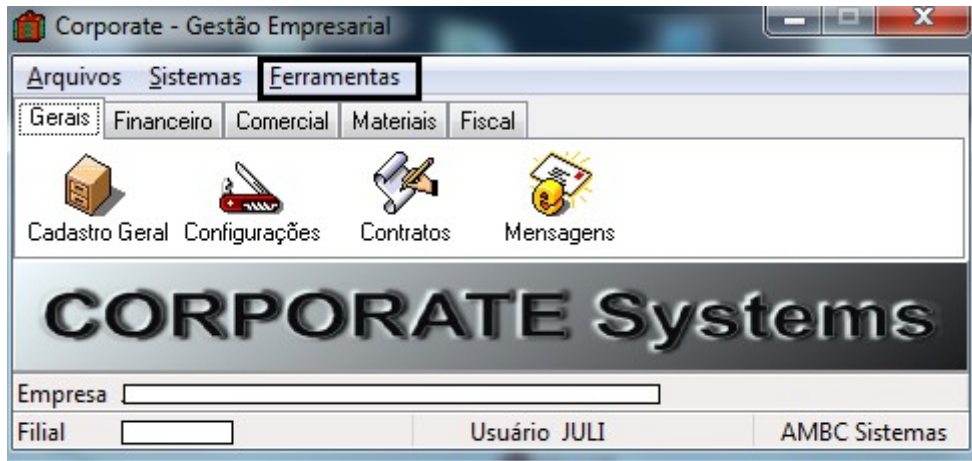 Corporate - Gestão Empresarial
Arquivos Sistemas Ferramentas
Gerais Financeiro Comercial Materiais Fiscal
Cadastro Geral Configurações Contratos Mensagens
CORPORATE Systems
Empresa
Filial Usuário JULI AMBC Sistemas